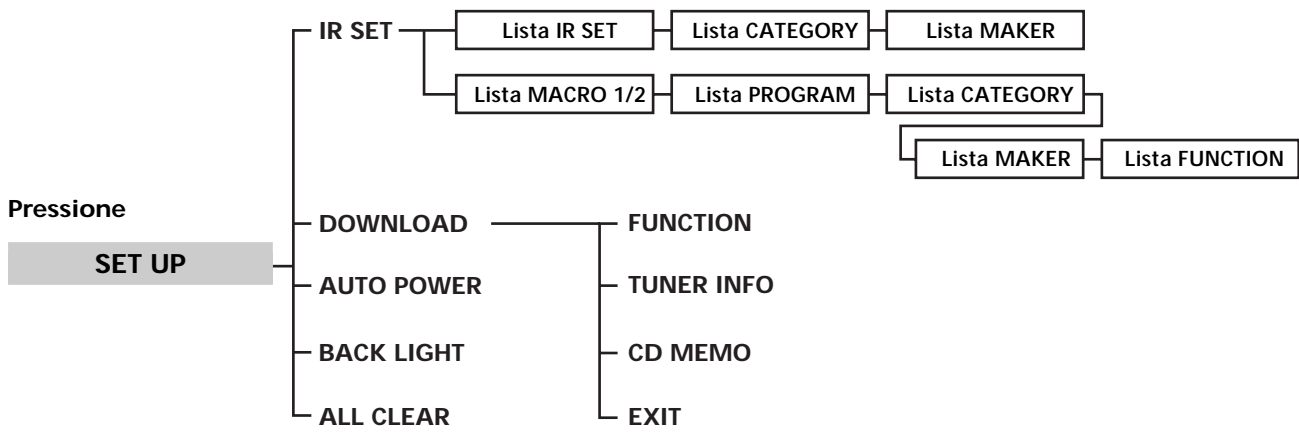 IR SET
Lista IR SET
Lista CATEGORY
Lista MAKER
Lista MACRO 1/2
Lista PROGRAM
Lista CATEGORY
Lista MAKER
Lista FUNCTION
Pressione
SET UP
DOWNLOAD
FUNCTION
AUTO POWER
TUNER INFO
BACK LIGHT
CD MEMO
ALL CLEAR
EXIT